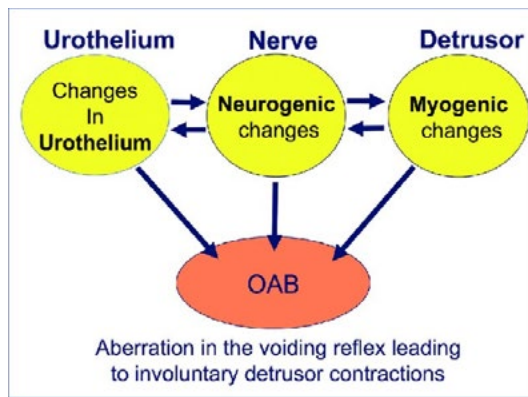 Urothelium Nerve Detrusor
Changes
In
Urothelium
Neurogenic
changes
Myogenic
changes
OAB
Aberration in the voiding reflex leading
to involuntary detrusor contractions